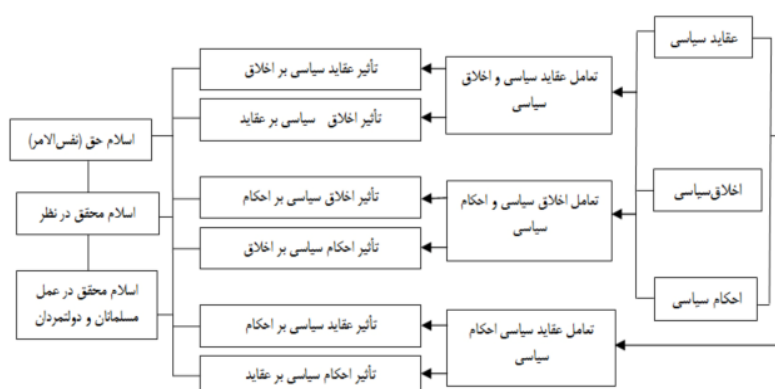 عقاید سیاسی
اخلاق‌سیاسی
احکام سیاسی
تعامل عقاید سیاسی و اخلاق
سیاسی
تعامل اخلاق سیاسی و احکام
سیاسی
تعامل عقاید سیاسی احکام
سیاسی
تأثیر عقاید سیاسی بر اخلاق
تأثیر اخلاق سیاسی بر عقاید
تأثیر اخلاق سیاسی بر احکام
تأثیر احکام سیاسی بر اخلاق
تأثیر عقاید سیاسی بر احکام
تأثیر احکام سیاسی بر عقاید
اسلام حق (نفس‌الامر)
اسلام محقق در نظر
اسلام محقق در عمل
مسلمانان و دولتمردان